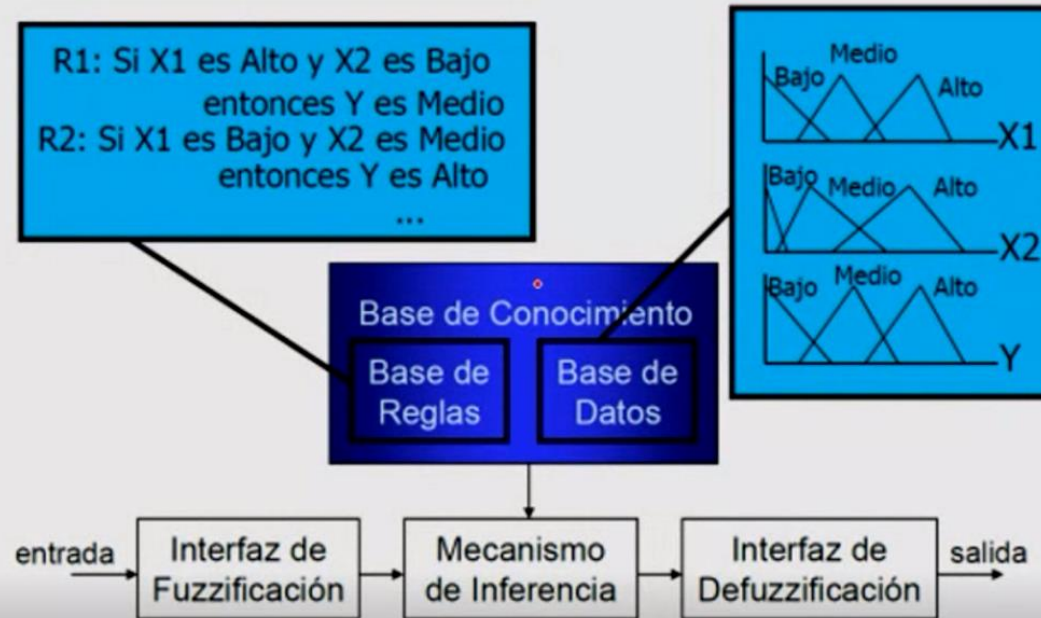 R1: Si X1 es Alto y X2 es Bajo
entonces Y es Medio
R2: Si X1 es Bajo y X2 es Medio
entonces Y es Alto
...
Medio
Bajo
Alto
X1
Bajo Medio Alto
X2
Bajo Medio Alto
Y
Base de Conocimiento
Base de
Reglas
Base de
Datos
entrada
Interfaz de
Fuzzificación
Mecanismo
de Inferencia
Interfaz de
Defuzzificación
salida